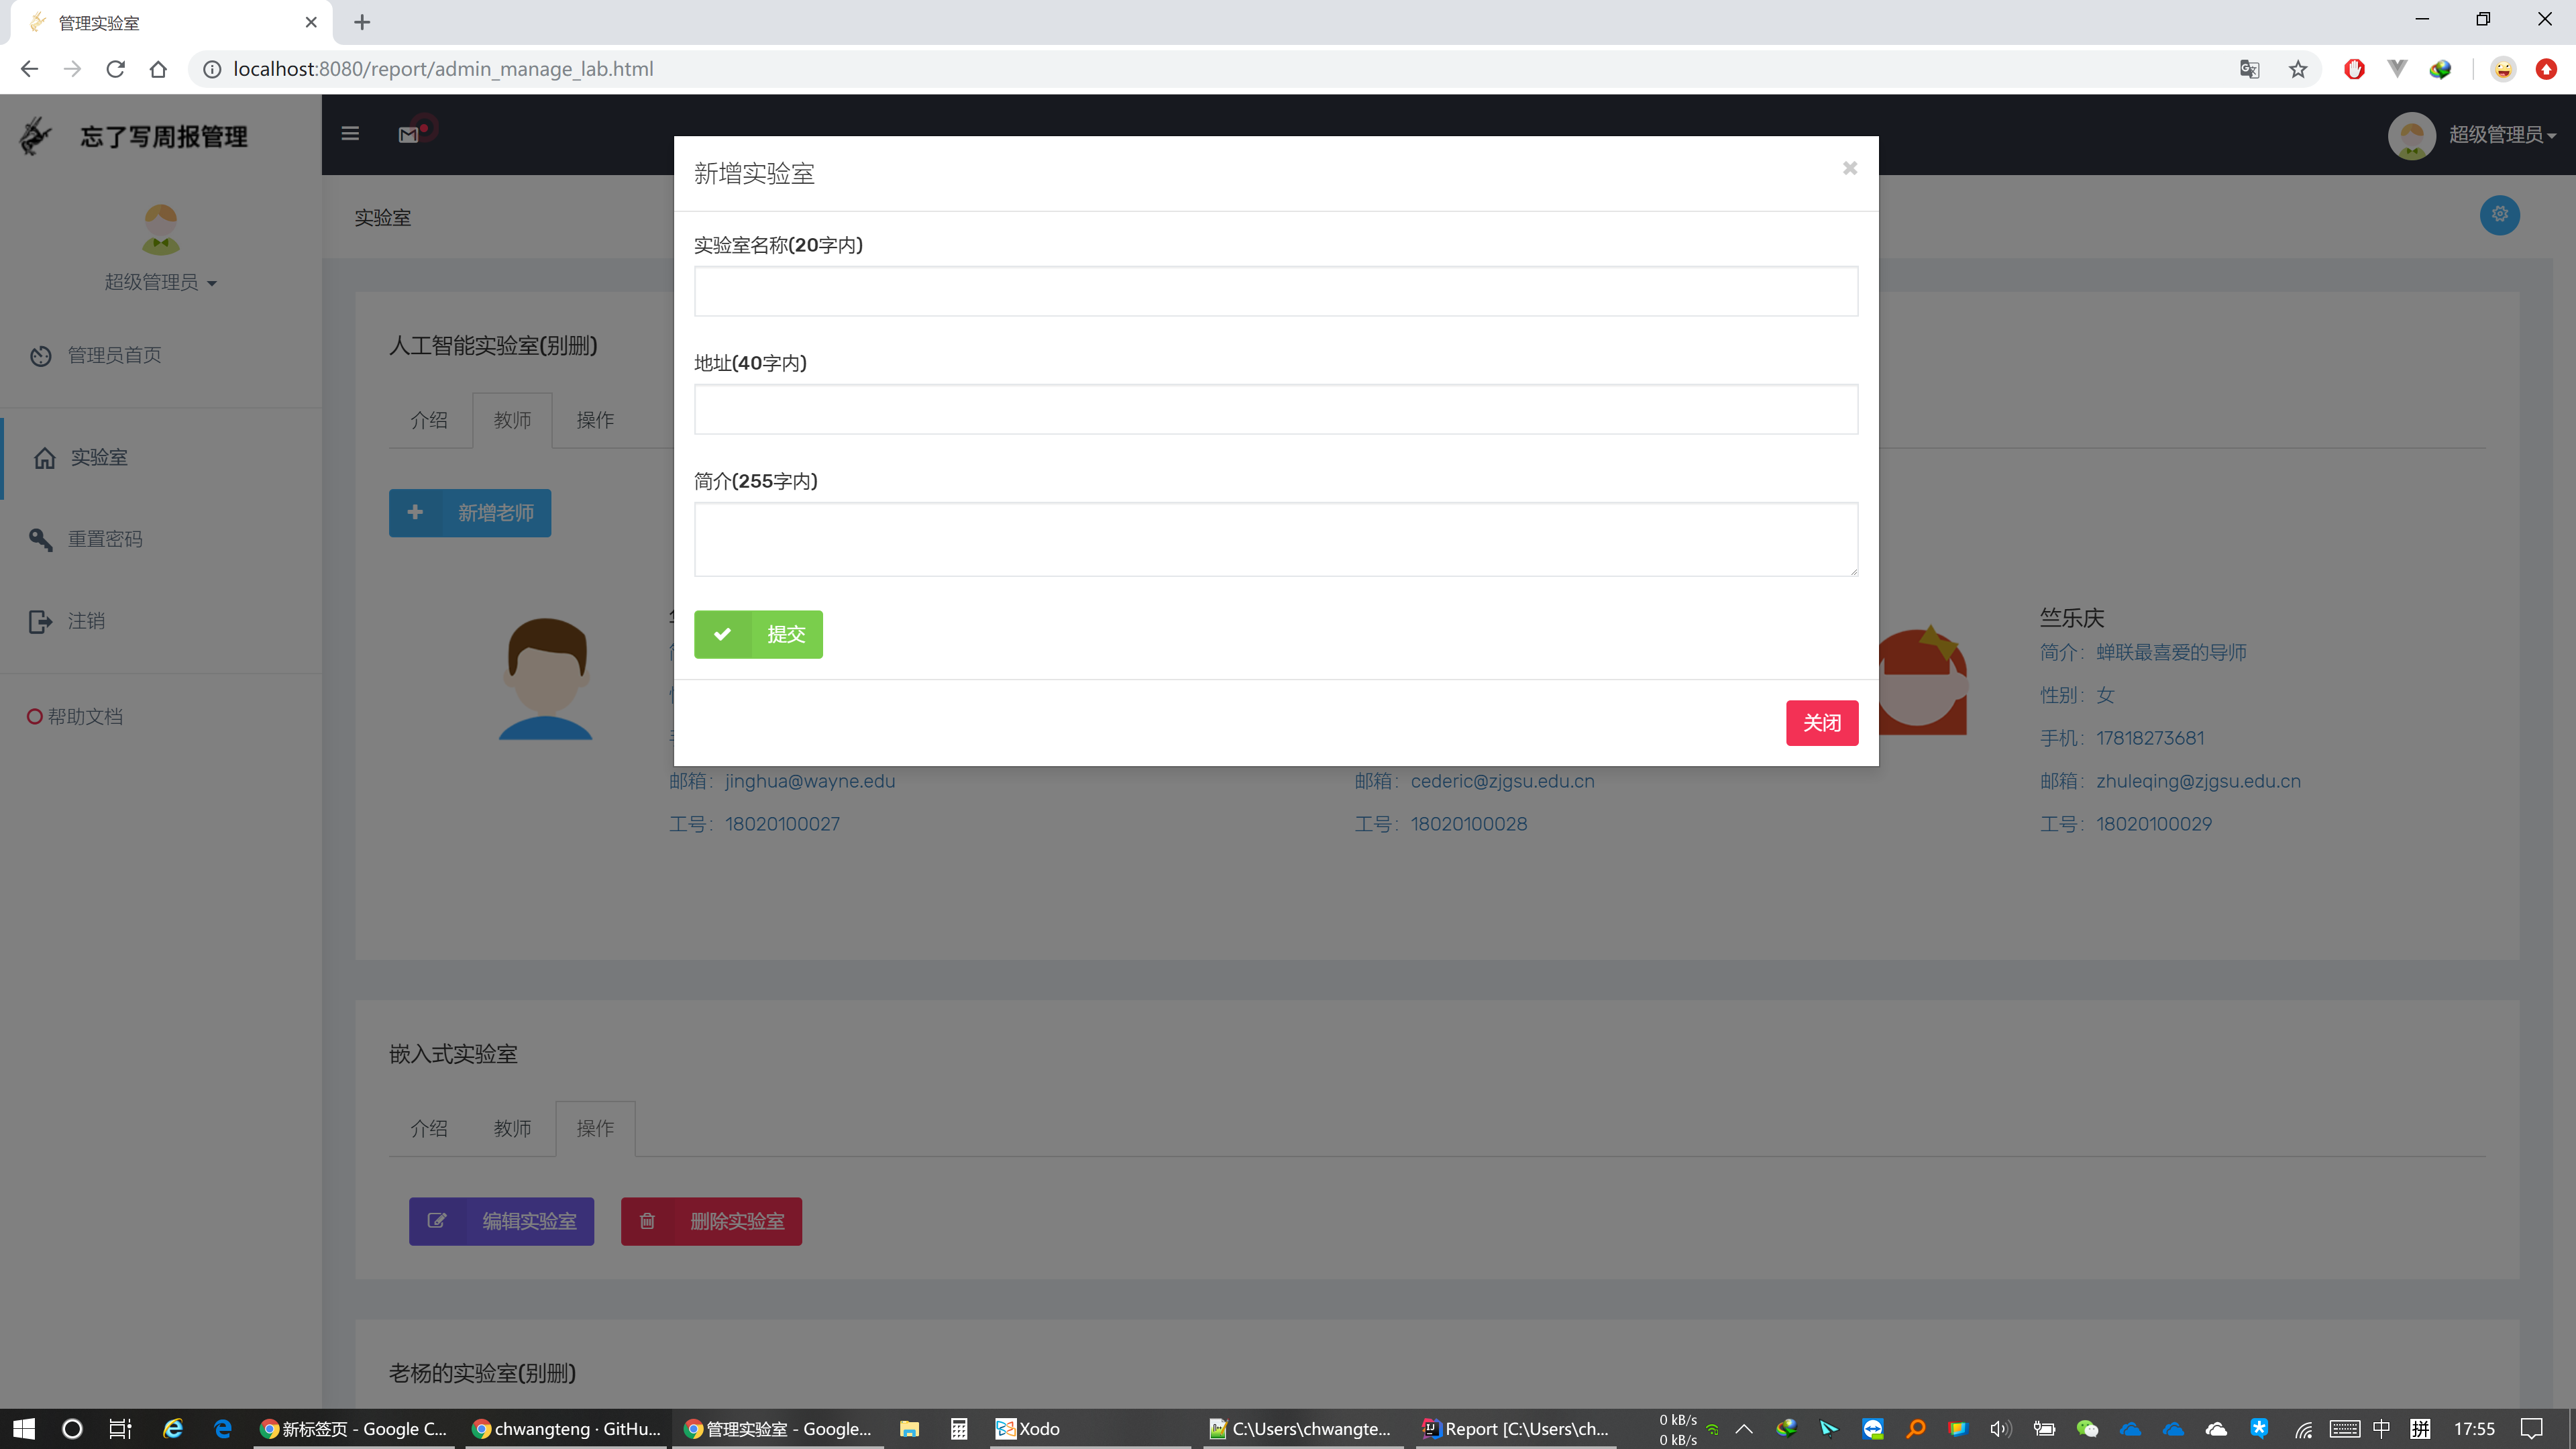 管理实验室
localhost:8080/report/admin_manage_lab.html
忘了写周报管理
超级管理员
超级管理员
管理员首页
实验室
重置密码
注销
帮助文档
实验室
新增实验室
实验室名称(20字内)
地址(40字内)
简介(255字内)
提交
关闭
人工智能实验室(别删)
介绍 教师 操作
新增老师
邮箱：jinghua@wayne.edu
工号：18020100027
邮箱：cederic@zjgsu.edu.cn
工号：18020100028
竺乐庆
简介：蝉联最喜爱的导师
性别：女
手机：17818273681
邮箱：zhuleqing@zjgsu.edu.cn
工号：18020100029
嵌入式实验室
介绍 教师 操作
编辑实验室 删除实验室
老杨的实验室(别删)
新标签页 - Google C... chwangteng · GitHu... 管理实验室 - Google... Xodo C:\Users\chwangte... Report [C:\Users\ch...
0 kB/s
0 kB/s
中 拼 17:55